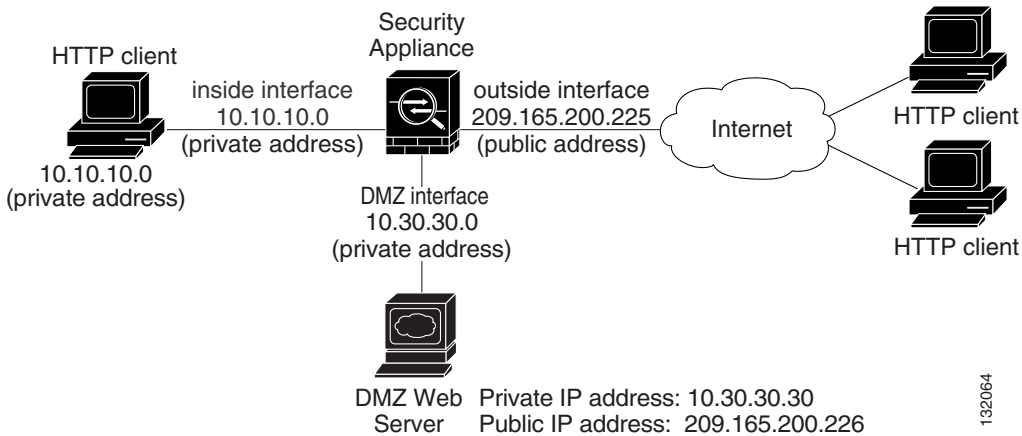 Security
Appliance
HTTP client
inside interface
10.10.10.0
(private address)
outside interface
209.165.200.225
(public address)
Internet
HTTP client
10.10.10.0
(private address)
DMZ interface
10.30.30.0
(private address)
HTTP client
DMZ Web Server
Private IP address: 10.30.30.30
Public IP address: 209.165.200.226
132064